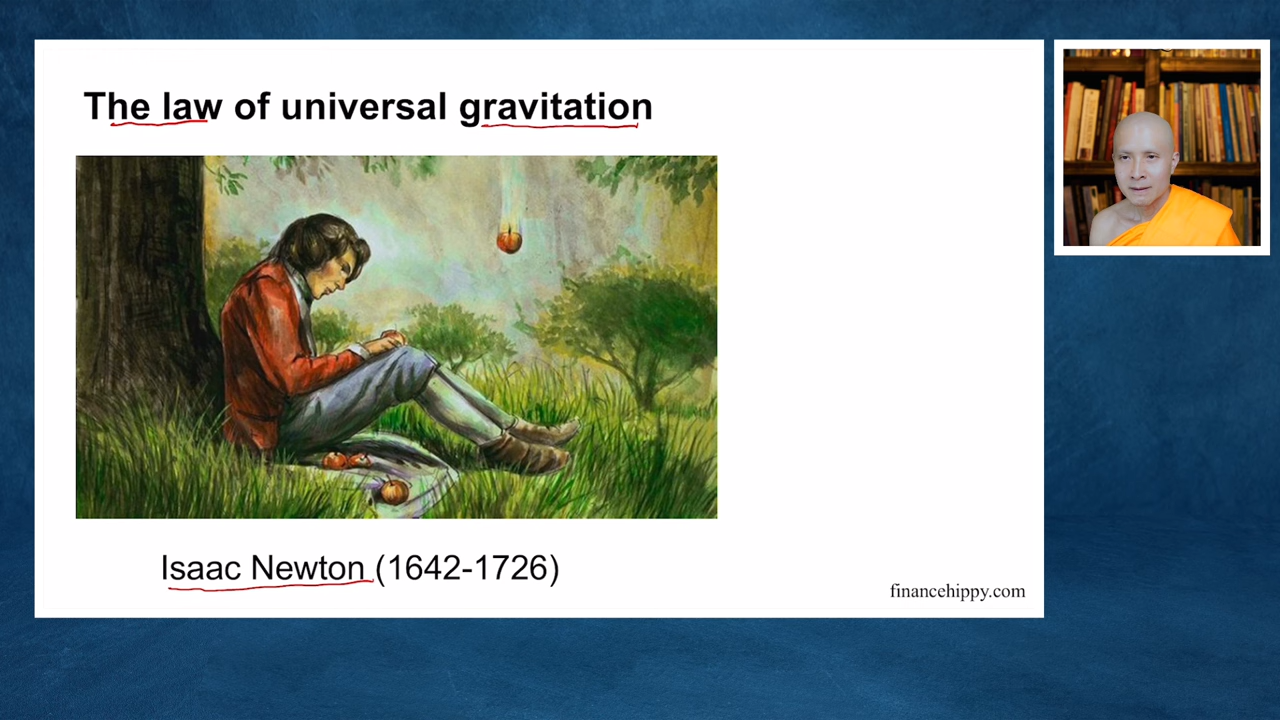 The law of universal gravitation
Isaac Newton (1642-1726)
financehippy.com